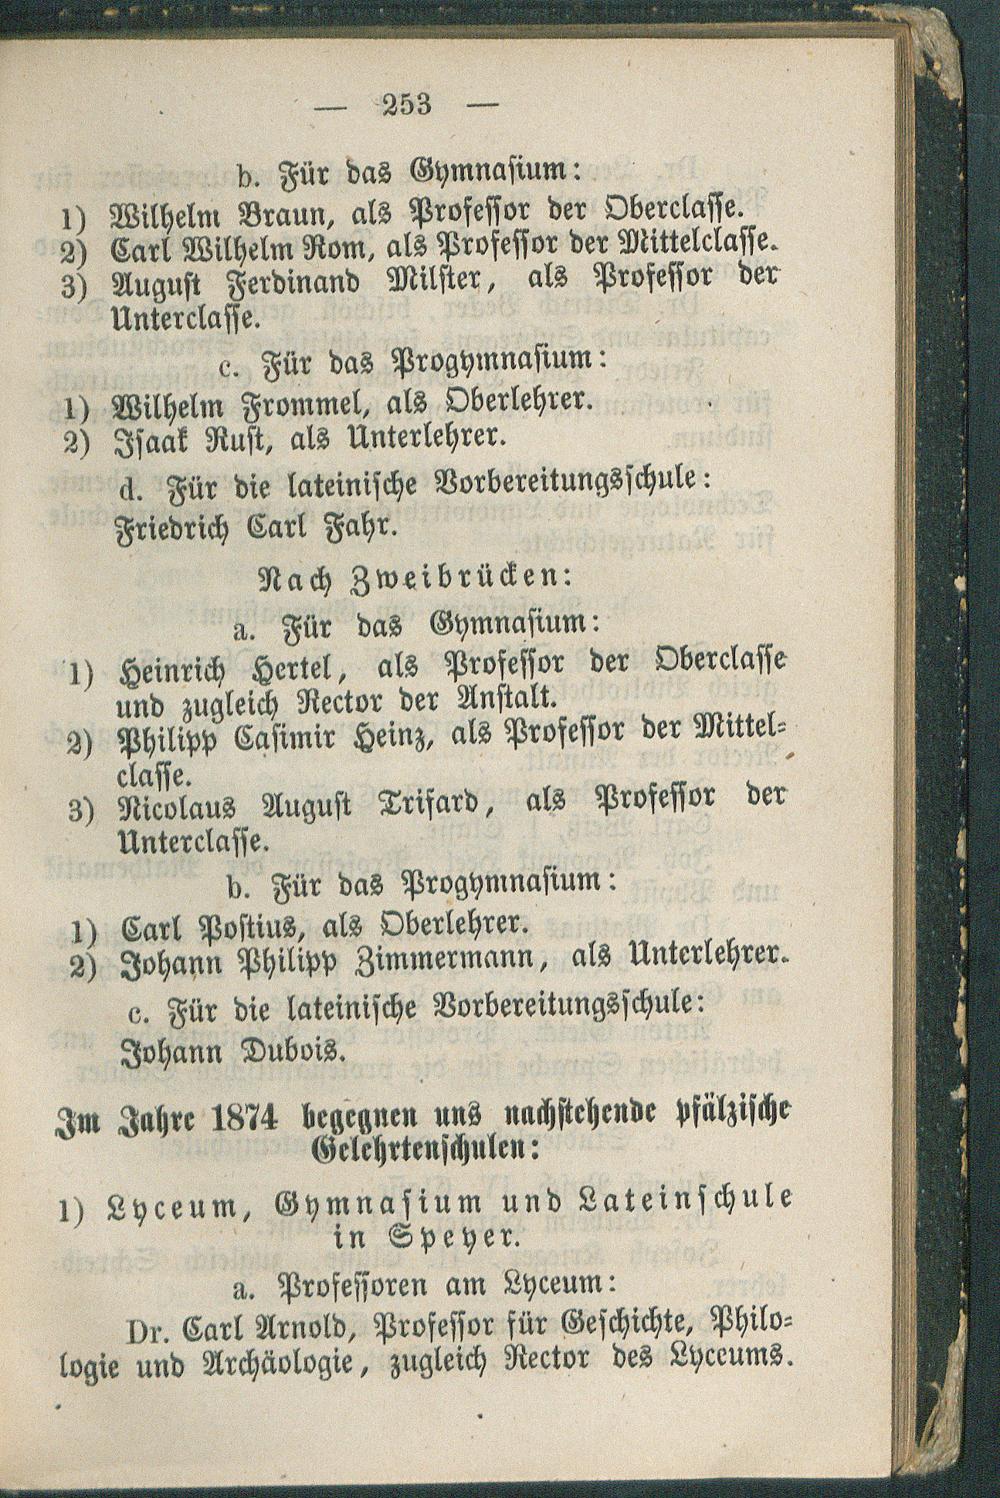 — 253 —
b. Für das Gymnasium:
1) Wilhelm Braun, als Professor der Oberclasse.
2) Carl Wilhelm Rom, als Professor der Mittelclasse.
3) August Ferdinand Milster, als Professor der
Unterclasse.
c. Für das Progymnasium:
1) Wilhelm Frommel, als Oberlehrer.
2) Isaak Rust, als Unterlehrer.
d. Für die lateinische Vorbereitungsschule:
Friedrich Carl Fahr.
Nach Zweibrücken:
a. Für das Gymnasium:
1) Heinrich Hertel, als Professor der Oberclasse
und zugleich Rector der Anstalt.
2) Philipp Casimir Heinz, als Professor der Mittel-
classe.
3) Nicolaus August Trifard, als Professor der
Unterclasse.
b. Für das Progymnasium:
1) Carl Postius, als Oberlehrer.
2) Johann Philipp Zimmermann, als Unterlehrer.
c. Für die lateinische Vorbereitungsschule:
Johann Dubois.
Im Jahre 1874 begegnen uns nachstehende pfälzische
Gelehrtenschulen:
1) Lyceum, Gymnasium und Lateinschule
in Speyer.
a. Professoren am Lyceum:
Dr. Carl Arnold, Professor für Geschichte, Philo-
logie und Archäologie, zugleich Rector des Lyceums.